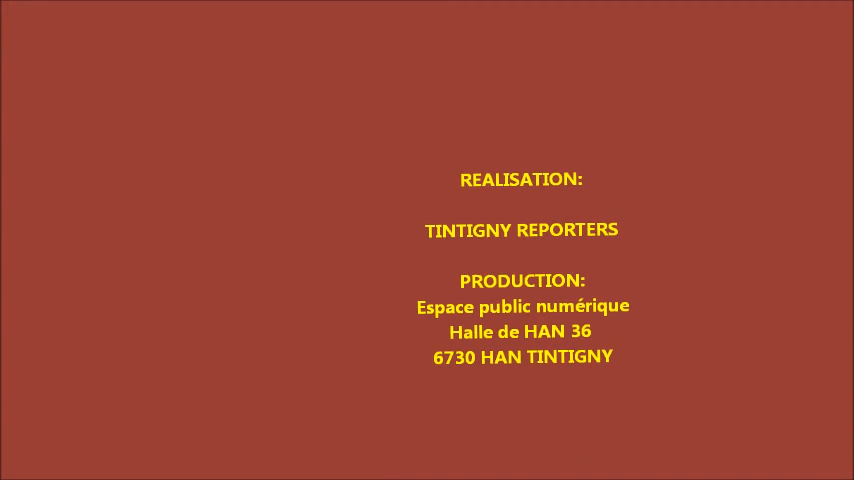 REALISATION:
TINTIGNY REPORTERS
PRODUCTION:
Espace public numérique
Halle de HAN 36
6730 HAN TINTIGNY